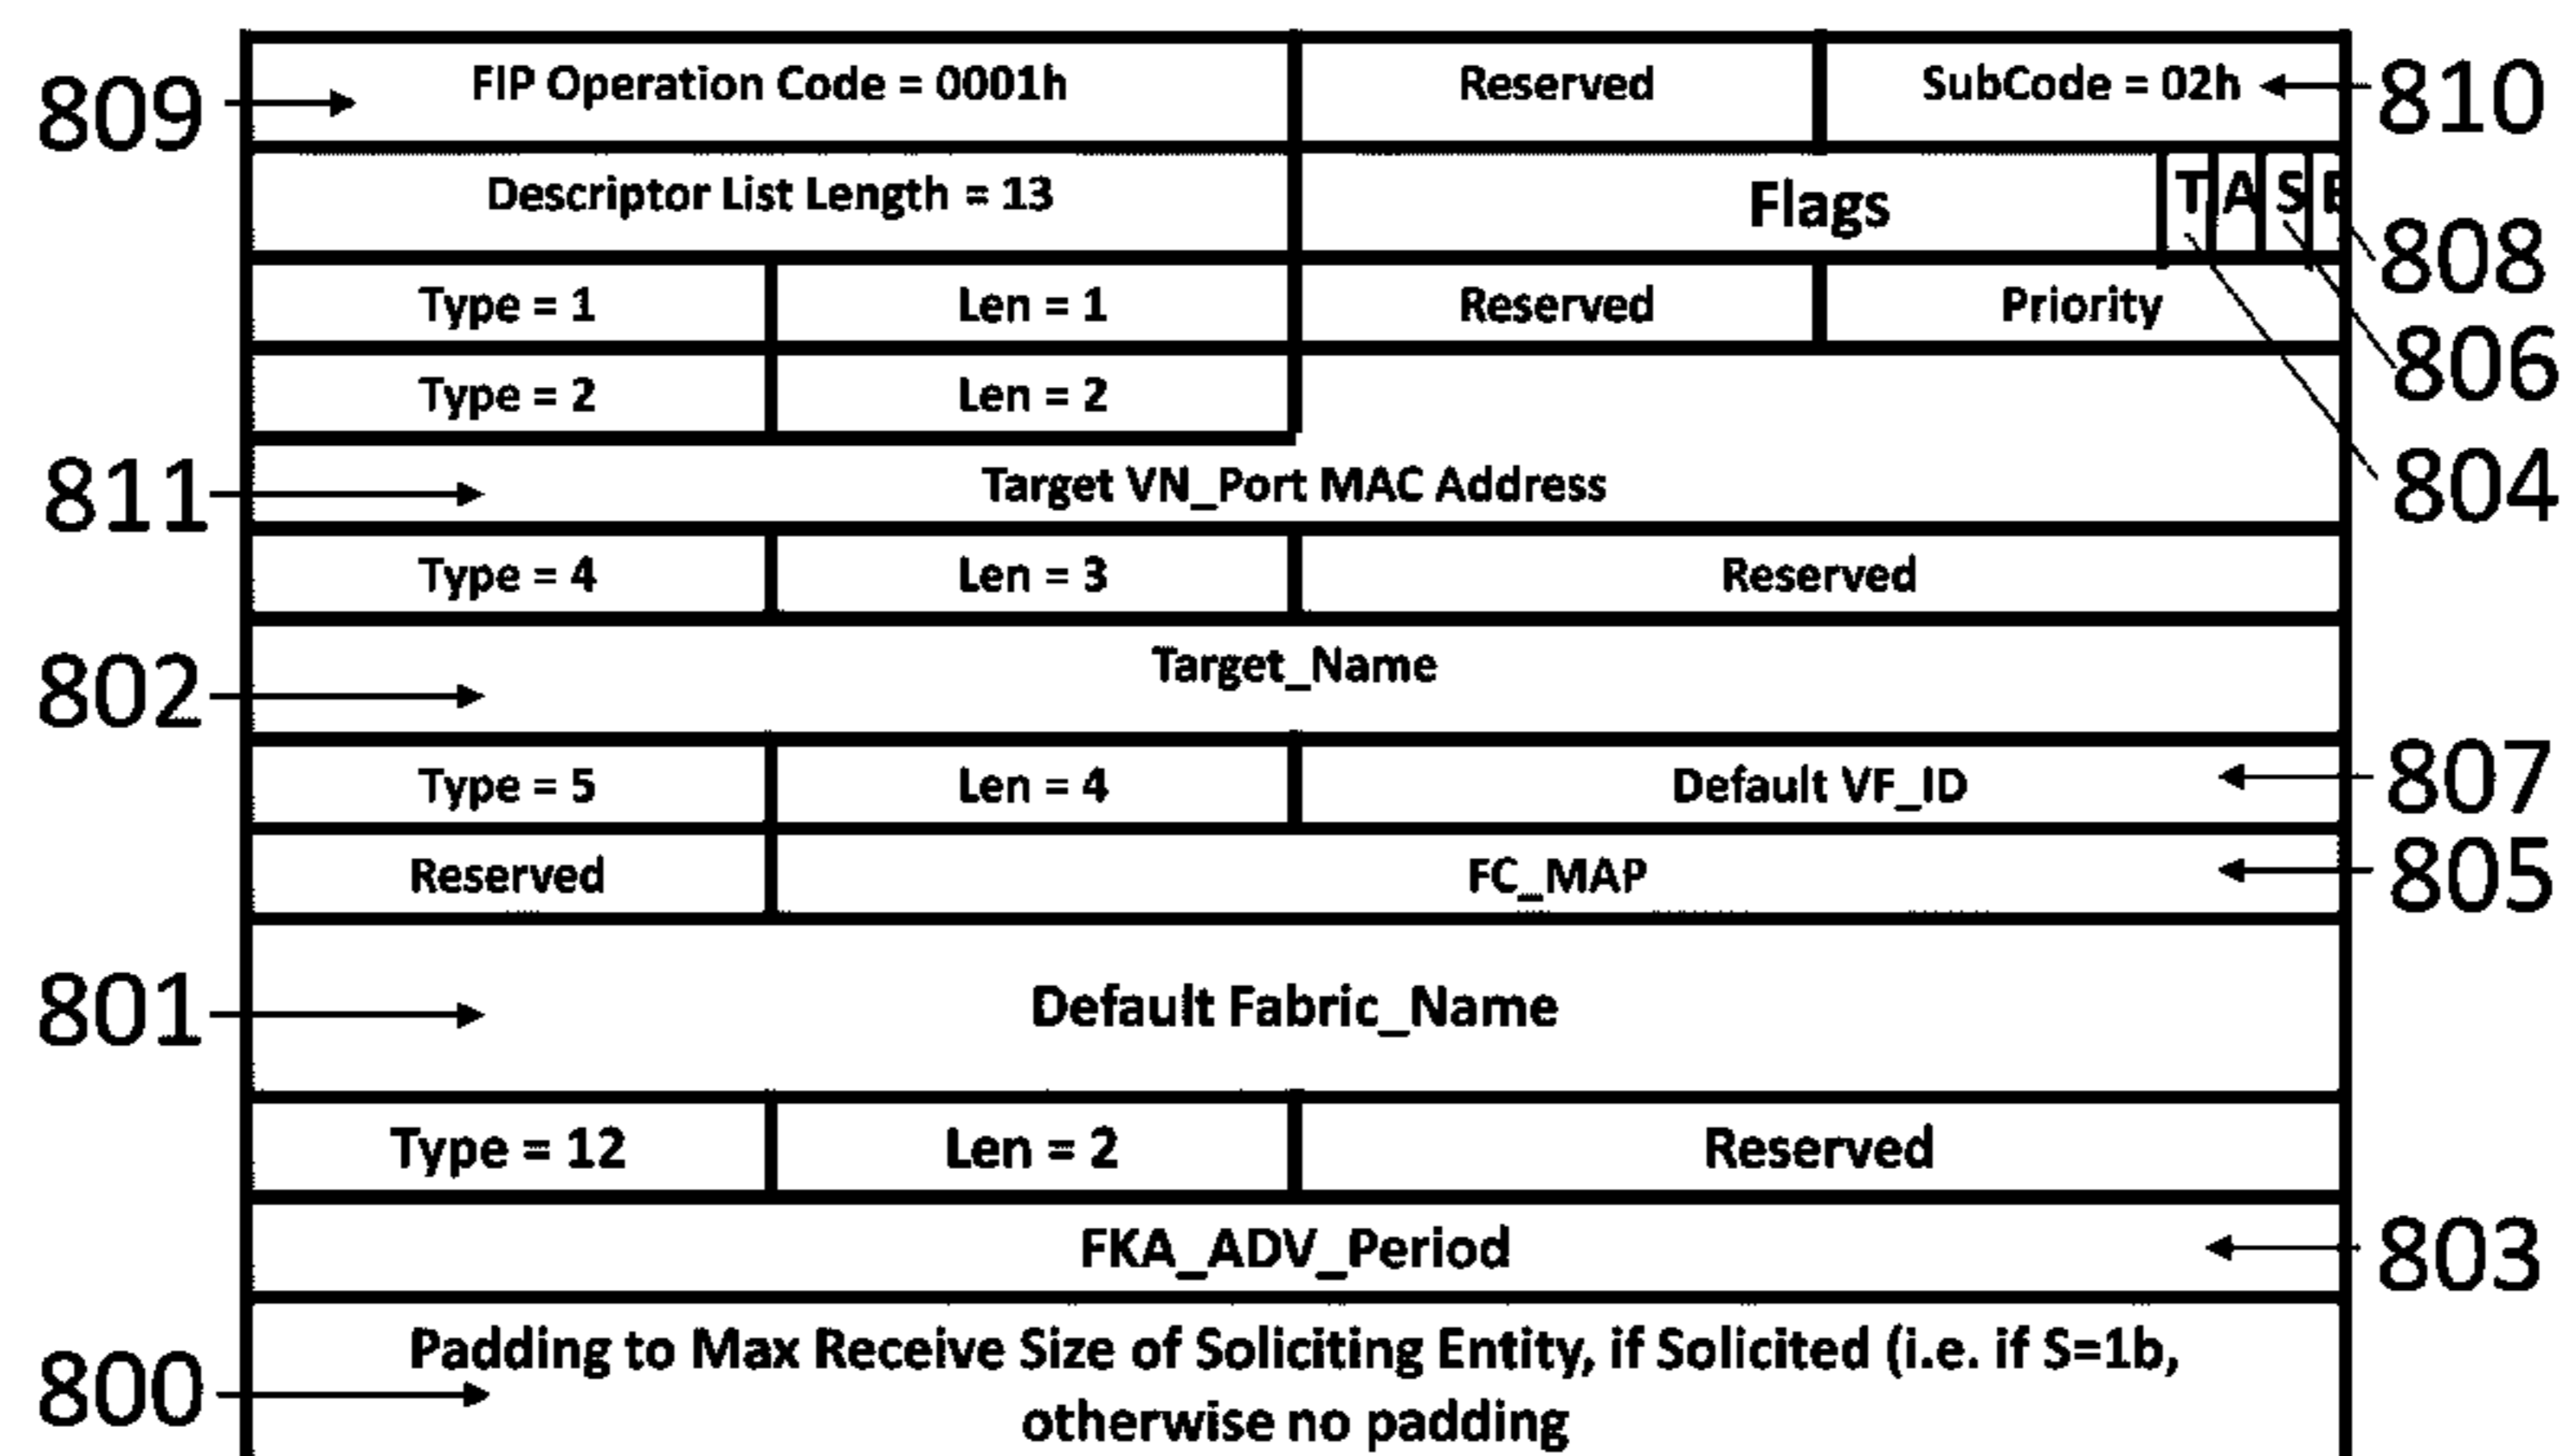 809 FIP Operation Code = 0001h Reserved SubCode = 02h 810
Descriptor List Length = 13 Flags T A S
808
Type = 1 Len = 1 Reserved Priority
806
Type = 2 Len = 2
811 Target VN_Port MAC Address 804
Type = 4 Len = 3 Reserved
802 Target_Name
Type = 5 Len = 4 Default VF_ID 807
Reserved FC_MAP 805
801 Default Fabric_Name
Type = 12 Len = 2 Reserved
FKA_ADV_Period 803
800 Padding to Max Receive Size of Soliciting Entity, if Solicited (i.e. if S=1b,
otherwise no padding